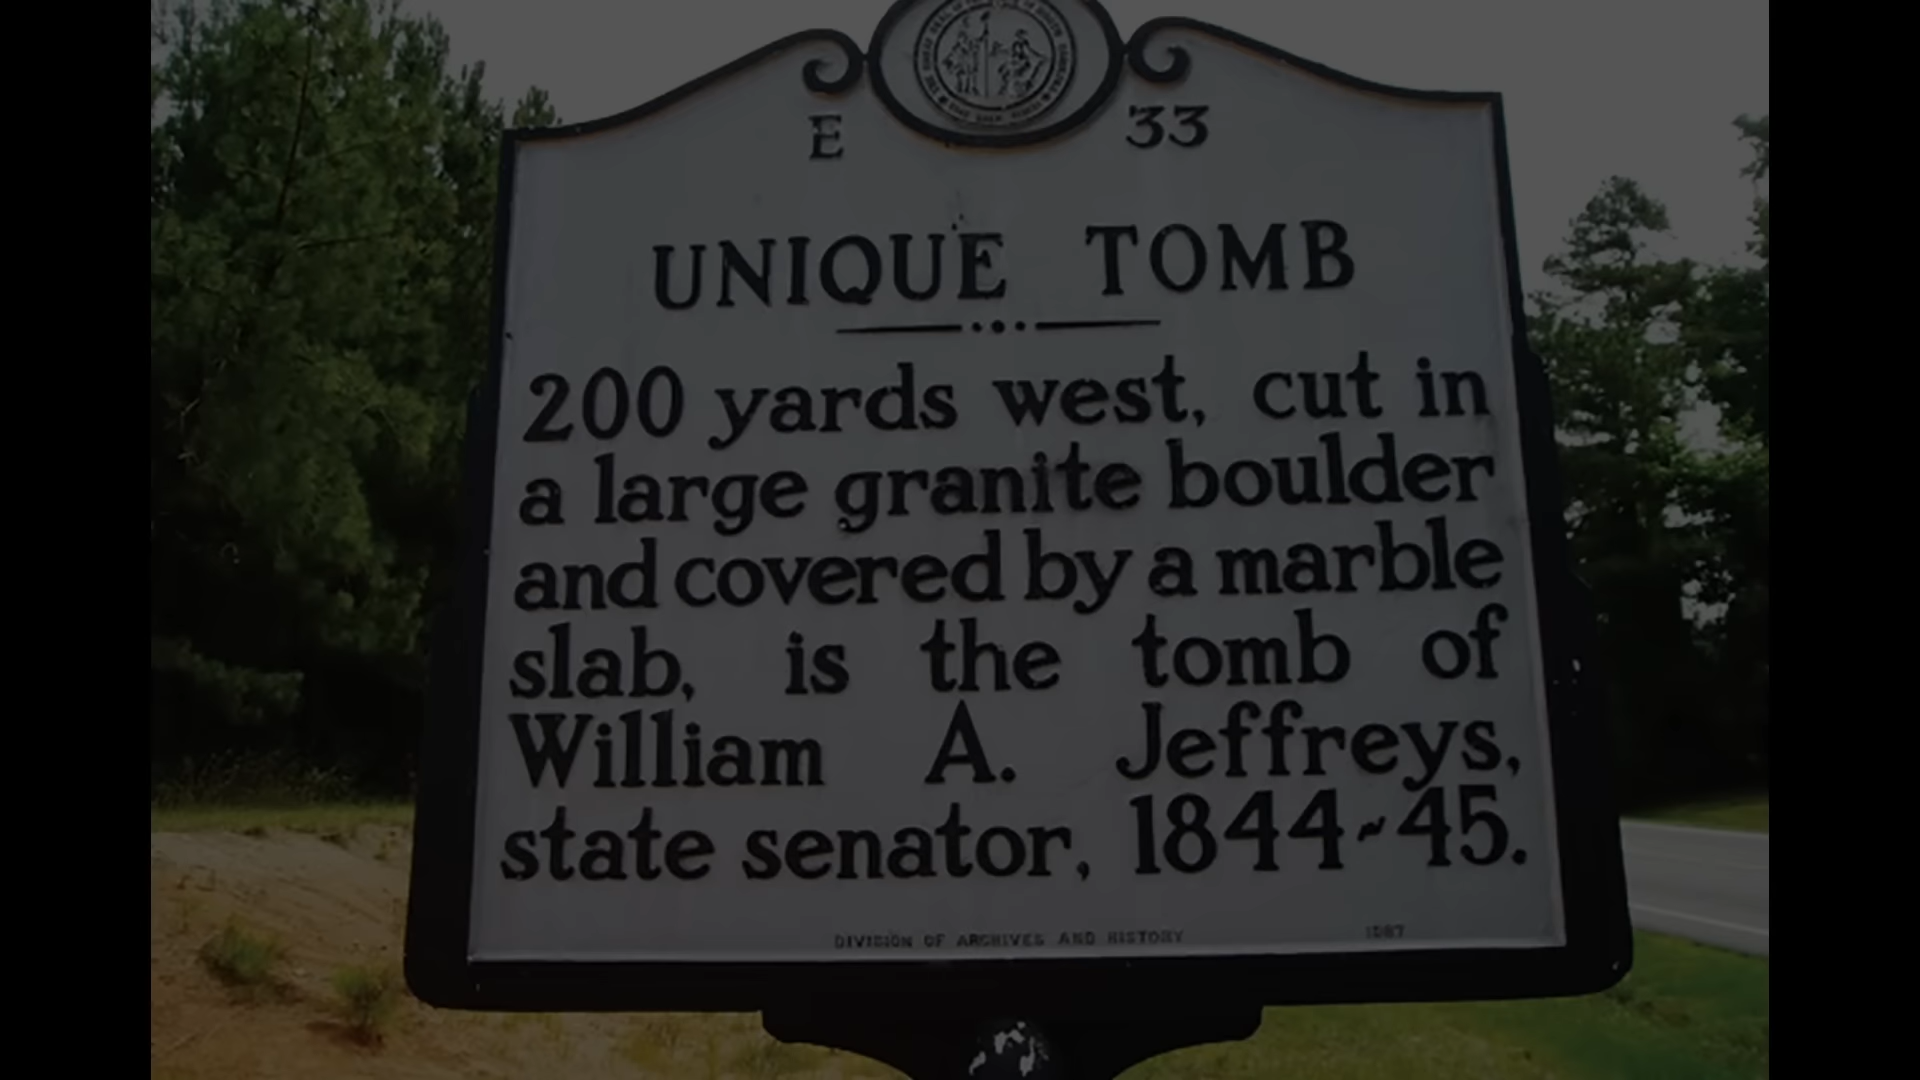 E 33
UNIQUE TOMB
200 yards west, cut in
a large granite boulder
and covered by a marble
slab, is the tomb of
William A. Jeffreys,
state senator, 1844-45.
DIVISION OF ARCHIVES AND HISTORY 1987